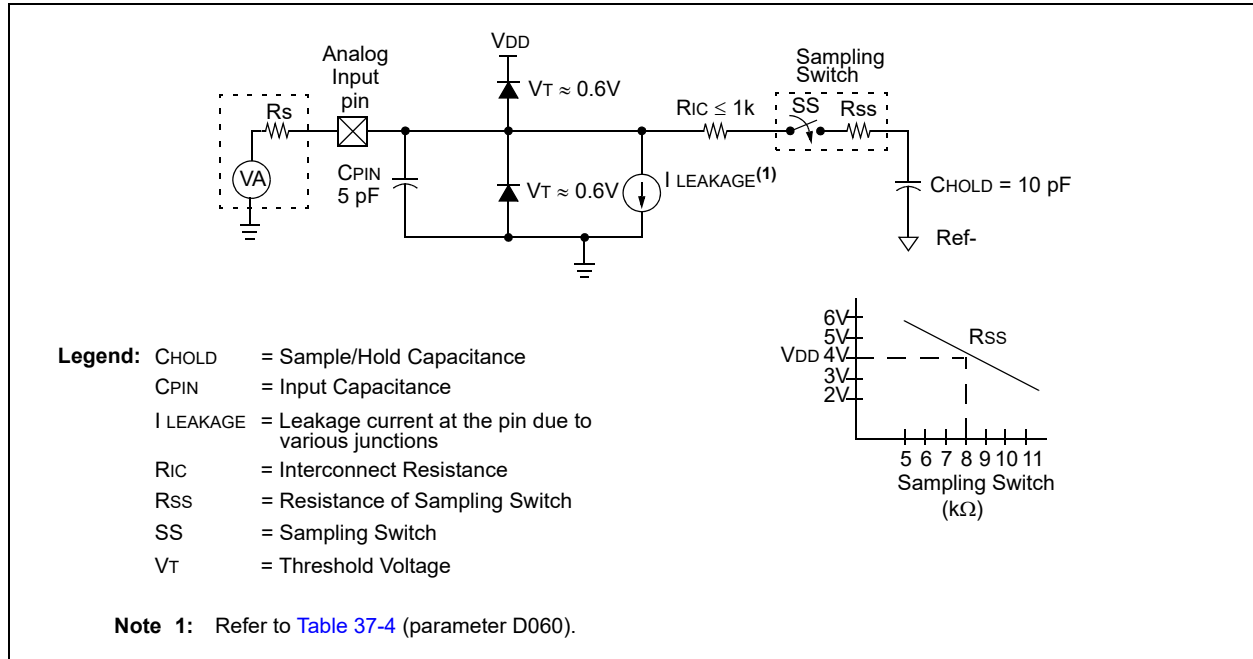 VDD
Analog
Input
pin
Sampling
Switch
VT ≈ 0.6V
Rs
RIC ≤ 1k
SS
Rss
VA
CPIN
5 pF
VT ≈ 0.6V
I LEAKAGE(1)
CHOLD = 10 pF
Ref-
6V
5V
VDD 4V
3V
2V
RSS
5 6 7 8 9 10 11
Sampling Switch
(kΩ)
Legend: CHOLD = Sample/Hold Capacitance
CPIN = Input Capacitance
I LEAKAGE = Leakage current at the pin due to
various junctions
RIC = Interconnect Resistance
RSS = Resistance of Sampling Switch
SS = Sampling Switch
VT = Threshold Voltage
Note 1: Refer to Table 37-4 (parameter D060).